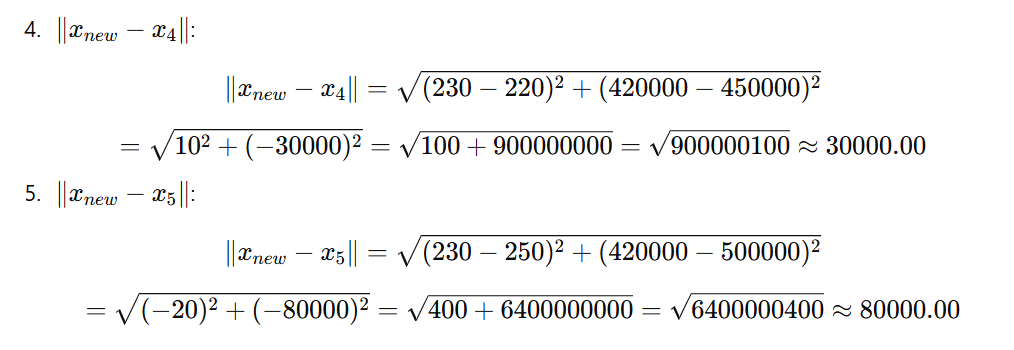 4. ||x_new − x_4||:
||x_new − x_4|| = √((230 − 220)² + (420000 − 450000)²)
= √(10² + (−30000)²) = √(100 + 900000000) = √(900000100) ≈ 30000.00
5. ||x_new − x_5||:
||x_new − x_5|| = √((230 − 250)² + (420000 − 500000)²)
= √((−20)² + (−80000)²) = √(400 + 6400000000) = √(6400000400) ≈ 80000.00